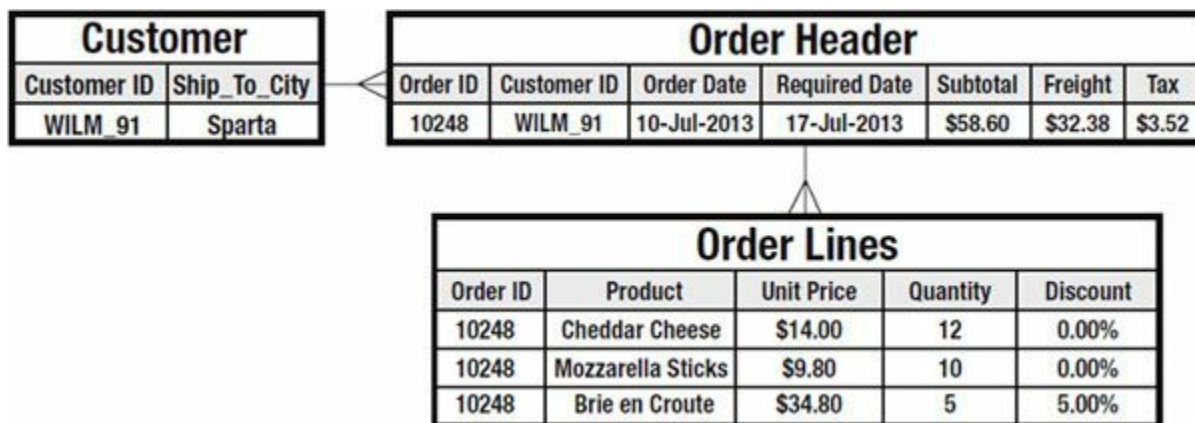 Customer
Customer ID Ship_To_City
WILM_91 Sparta
Order Header
Order ID Customer ID Order Date Required Date Subtotal Freight Tax
10248 WILM_91 10-Jul-2013 17-Jul-2013 $58.60 $32.38 $3.52
Order Lines
Order ID Product Unit Price Quantity Discount
10248 Cheddar Cheese $14.00 12 0.00%
10248 Mozzarella Sticks $9.80 10 0.00%
10248 Brie en Croute $34.80 5 5.00%